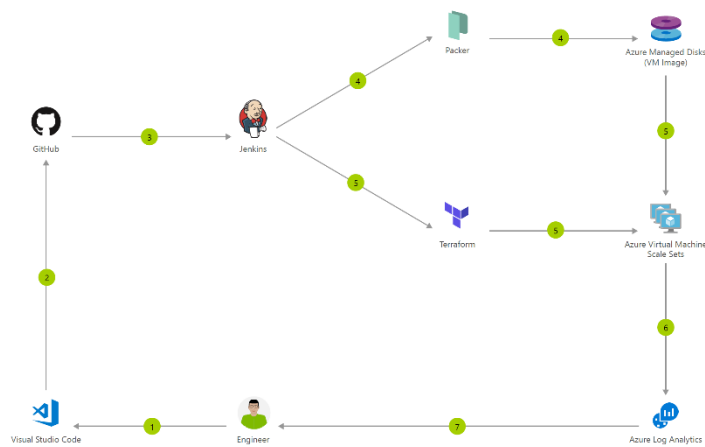 4
Packer
4
Azure Managed Disks
(VM Image)
GitHub
3
Jenkins
5
5
Terraform
5
Azure Virtual Machine
Scale Sets
2
6
Visual Studio Code
1
Engineer
7
Azure Log Analytics